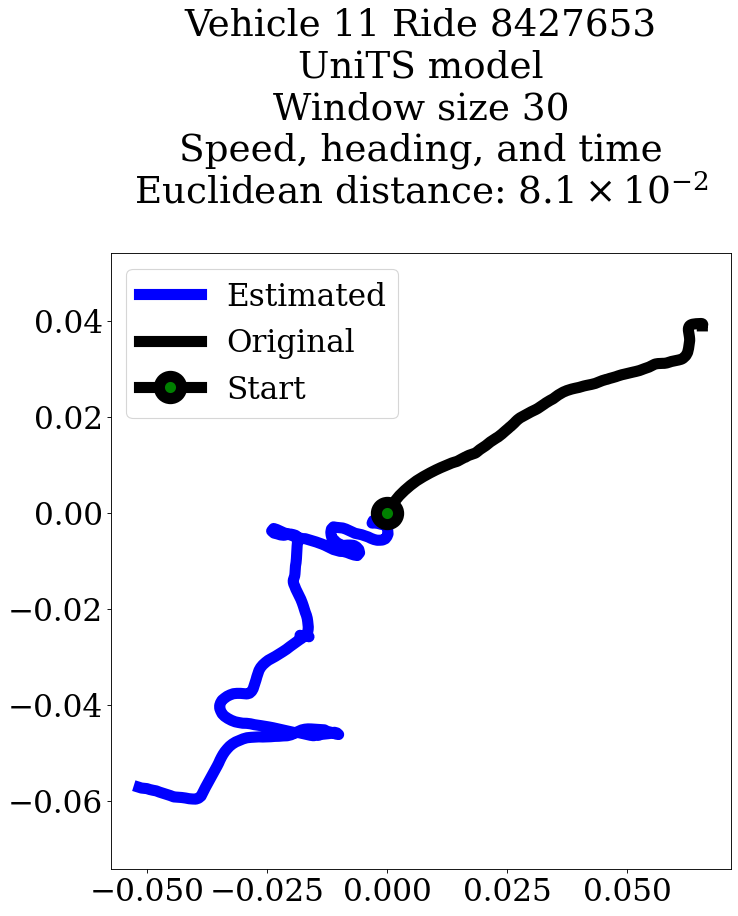 Vehicle 11 Ride 8427653
UniTS model
Window size 30
Speed, heading, and time
Euclidean distance: 8.1 × 10⁻²
Estimated
Original
Start
0.04
0.02
0.00
−0.02
−0.04
−0.06
−0.050 −0.025 0.000 0.025 0.050